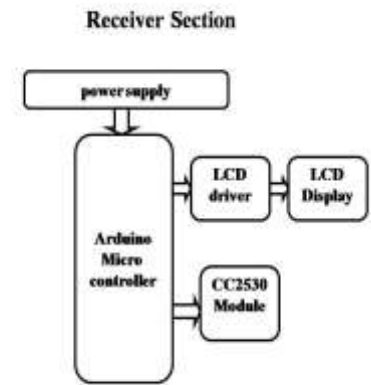 Receiver Section
power supply
LCD
driver
LCD
Display
Arduino
Micro
controller
CC2530
Module